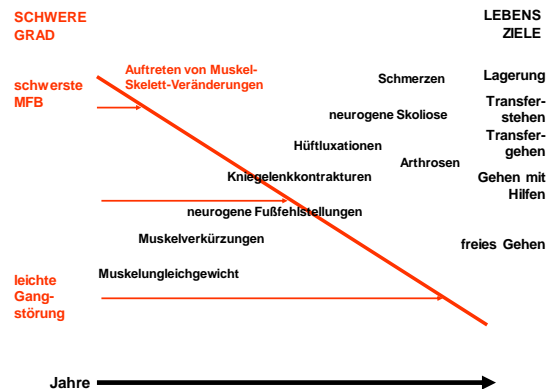 SCHWERE
GRAD
LEBENS
ZIELE
Auftreten von Muskel-
Skelett-Veränderungen
schwerste
MFB
Schmerzen
Lagerung
neurogene Skoliose
Transfer-
stehen
Transfer-
gehen
Hüftluxationen
Arthrosen
Kniegelenkkontrakturen
Gehen mit
Hilfen
neurogene Fußfehlstellungen
Muskelverkürzungen
freies Gehen
Muskelungleichgewicht
leichte
Gang-
störung
Jahre